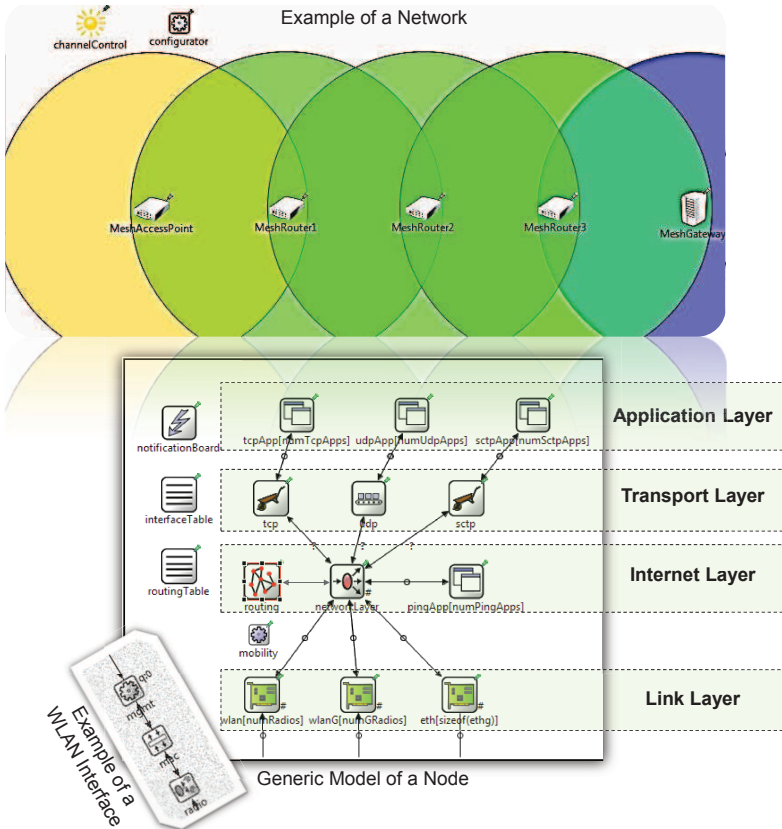 Example of a Network
channelControl
configurator
MeshAccessPoint
MeshRouter1
MeshRouter2
MeshRouter3
MeshGateway
Application Layer
notificationBoard
tcpApp[numTcpApps]
udpApp[numUdpApps]
sctpApp[numSctpApps]
Transport Layer
interfaceTable
tcp
udp
sctp
? ? ?
Internet Layer
routingTable
routing
networkLayer
#
pingApp[numPingApps]
mobility
Link Layer
wlan[numRadios]
#
wlanG[numGRadios]
#
eth[sizeof(ethg)]
#
q:0
mgmt
mac
radio
Example of a
WLAN Interface
Generic Model of a Node